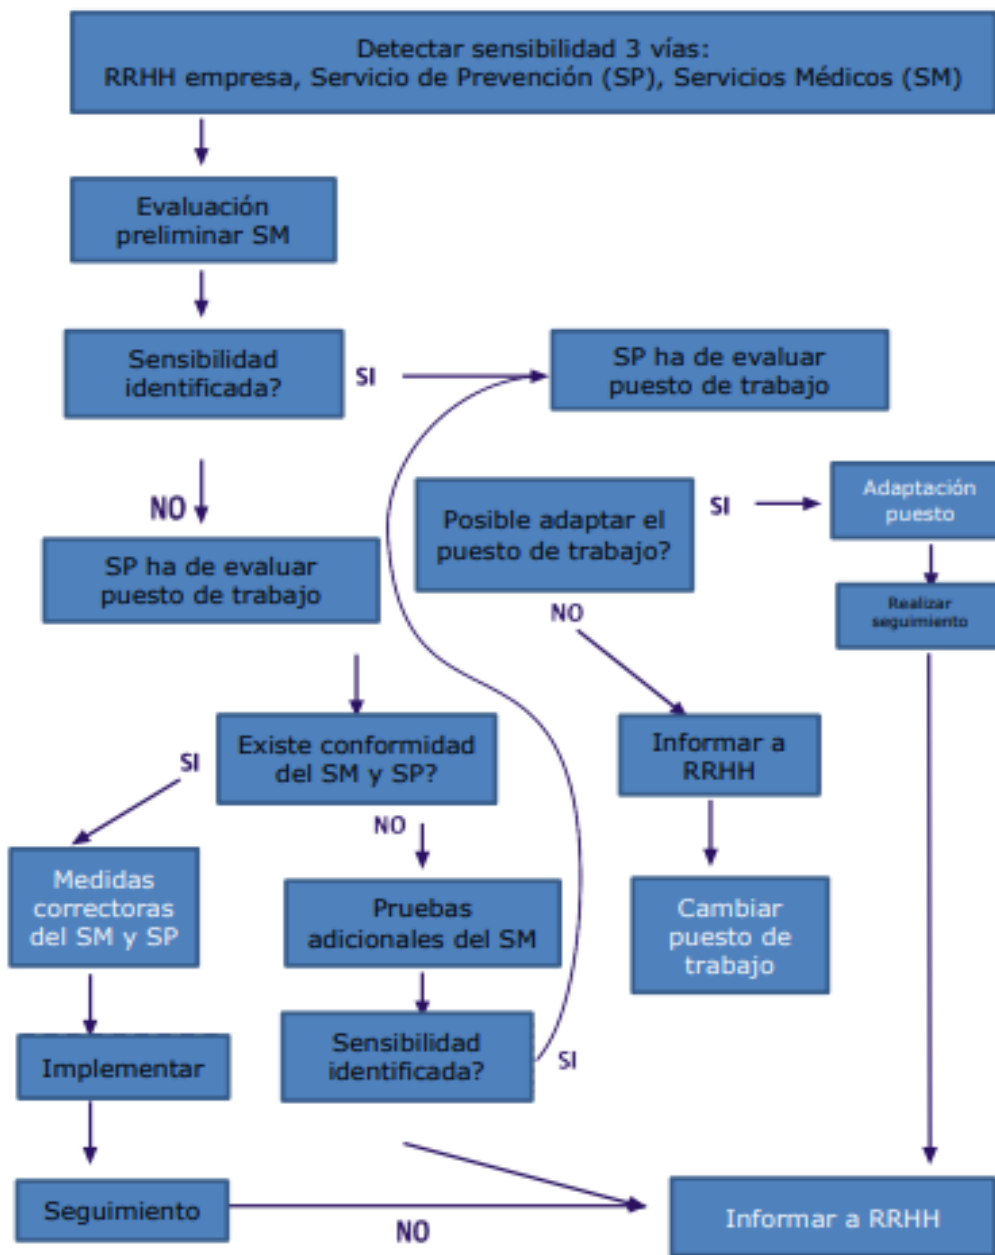 Detectar sensibilidad 3 vías:
RRHH empresa, Servicio de Prevención (SP), Servicios Médicos (SM)
Evaluación
preliminar SM
Sensibilidad
identificada?
SI
SP ha de evaluar
puesto de trabajo
NO
SP ha de evaluar
puesto de trabajo
Posible adaptar el
puesto de trabajo?
SI
Adaptación
puesto
Realizar
seguimiento
NO
Informar a
RRHH
Cambiar
puesto de
trabajo
Existe conformidad
del SM y SP?
SI
NO
Medidas
correctoras
del SM y SP
Pruebas
adicionales del SM
Implementar
Sensibilidad
identificada?
SI
Seguimiento
NO
Informar a RRHH